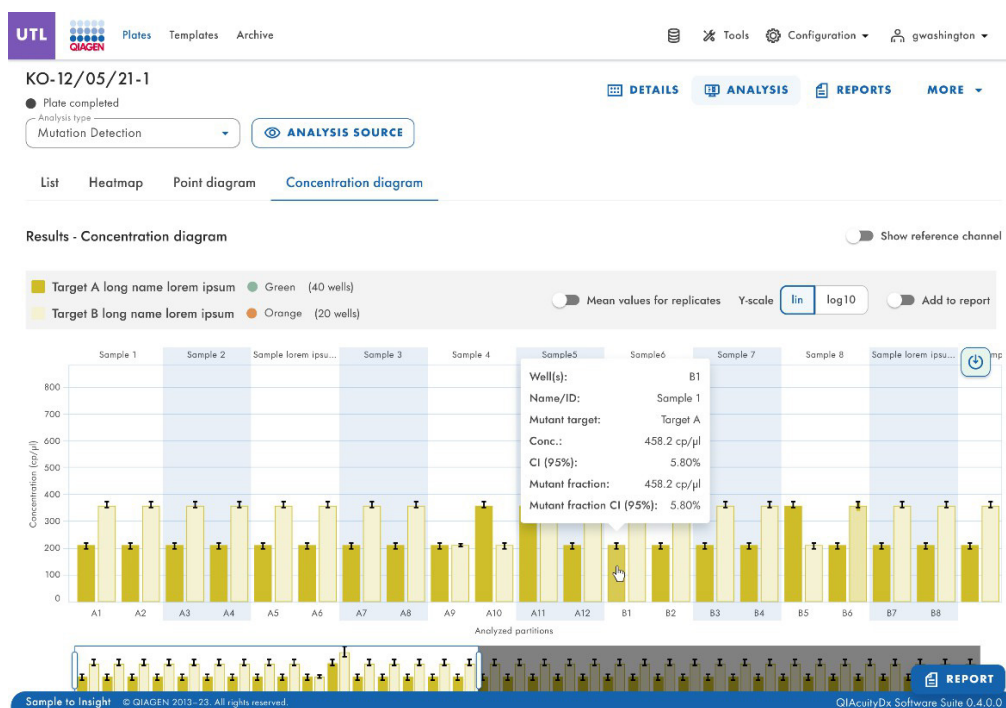 UTL QIAGEN Plates Templates Archive Tools Configuration gwashington
KO-12/05/21-1
DETAILS ANALYSIS REPORTS MORE
Plate completed
Analysis type
Mutation Detection ANALYSIS SOURCE
List Heatmap Point diagram Concentration diagram
Results - Concentration diagram Show reference channel
Target A long name lorem ipsum Green (40 wells)
Mean values for replicates Y-scale lin log10 Add to report
Target B long name lorem ipsum Orange (20 wells)
Sample 1 Sample 2 Sample lorem ipsu... Sample 3 Sample 4 Sample5 Sample6 Sample 7 Sample 8 Sample lorem ipsu... mp
Well(s): B1
Name/ID: Sample 1
Mutant target: Target A
Conc.: 458.2 cp/µl
CI (95%): 5.80%
Mutant fraction: 458.2 cp/µl
Mutant fraction CI (95%): 5.80%
Concentration (cp/µl)
800
700
600
500
400
300
200
100
0
A1 A2 A3 A4 A5 A6 A7 A8 A9 A10 A11 A12 B1 B2 B3 B4 B5 B6 B7 B8
Analyzed partitions
REPORT
Sample to Insight © QIAGEN 2013–23. All rights reserved. QIAcuityDx Software Suite 0.4.0.0